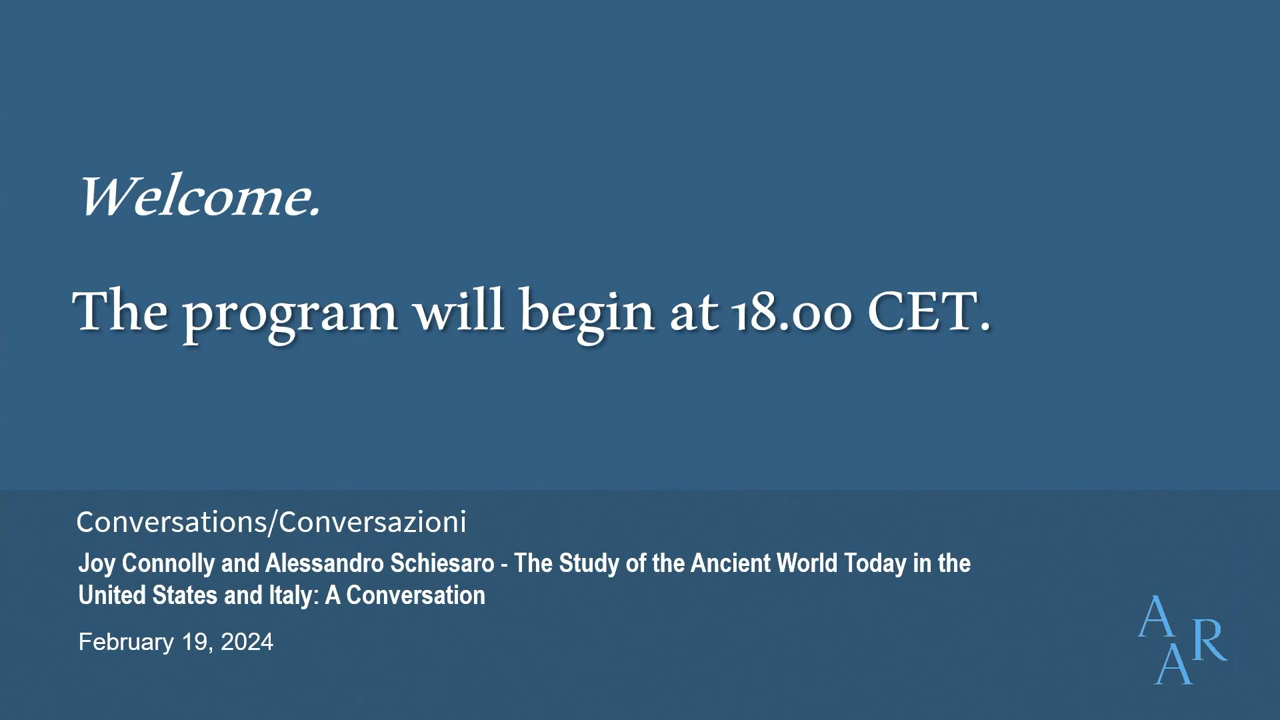 Welcome.
The program will begin at 18.00 CET.
Conversations/Conversazioni
Joy Connolly and Alessandro Schiesaro - The Study of the Ancient World Today in the
United States and Italy: A Conversation
February 19, 2024
A
A R